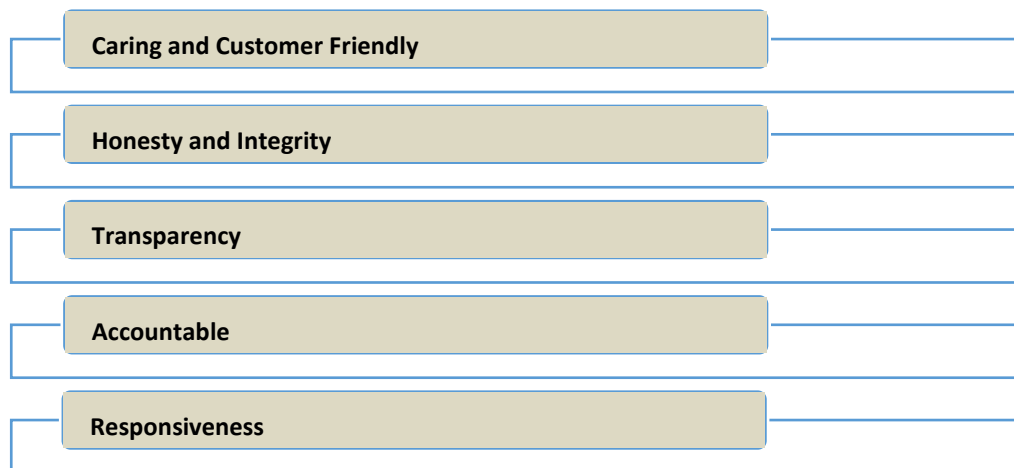 Caring and Customer Friendly
Honesty and Integrity
Transparency
Accountable
Responsiveness